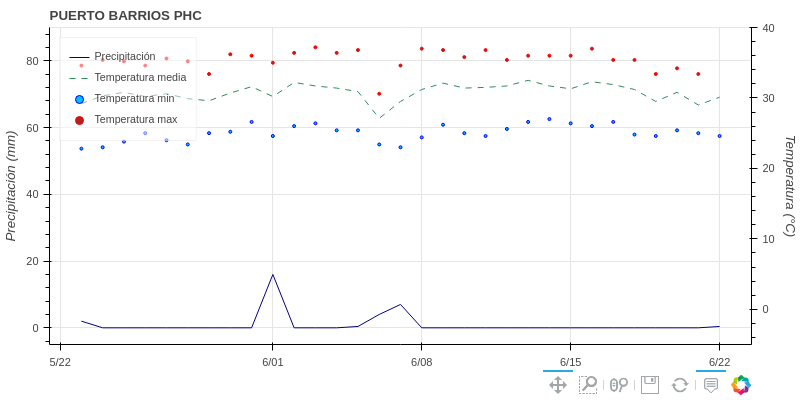 PUERTO BARRIOS PHC
Precipitación
Temperatura media
Temperatura min
Temperatura max
Precipitación (mm)
80
60
40
20
0
Temperatura (°C)
40
30
20
10
0
5/22
6/01
6/08
6/15
6/22